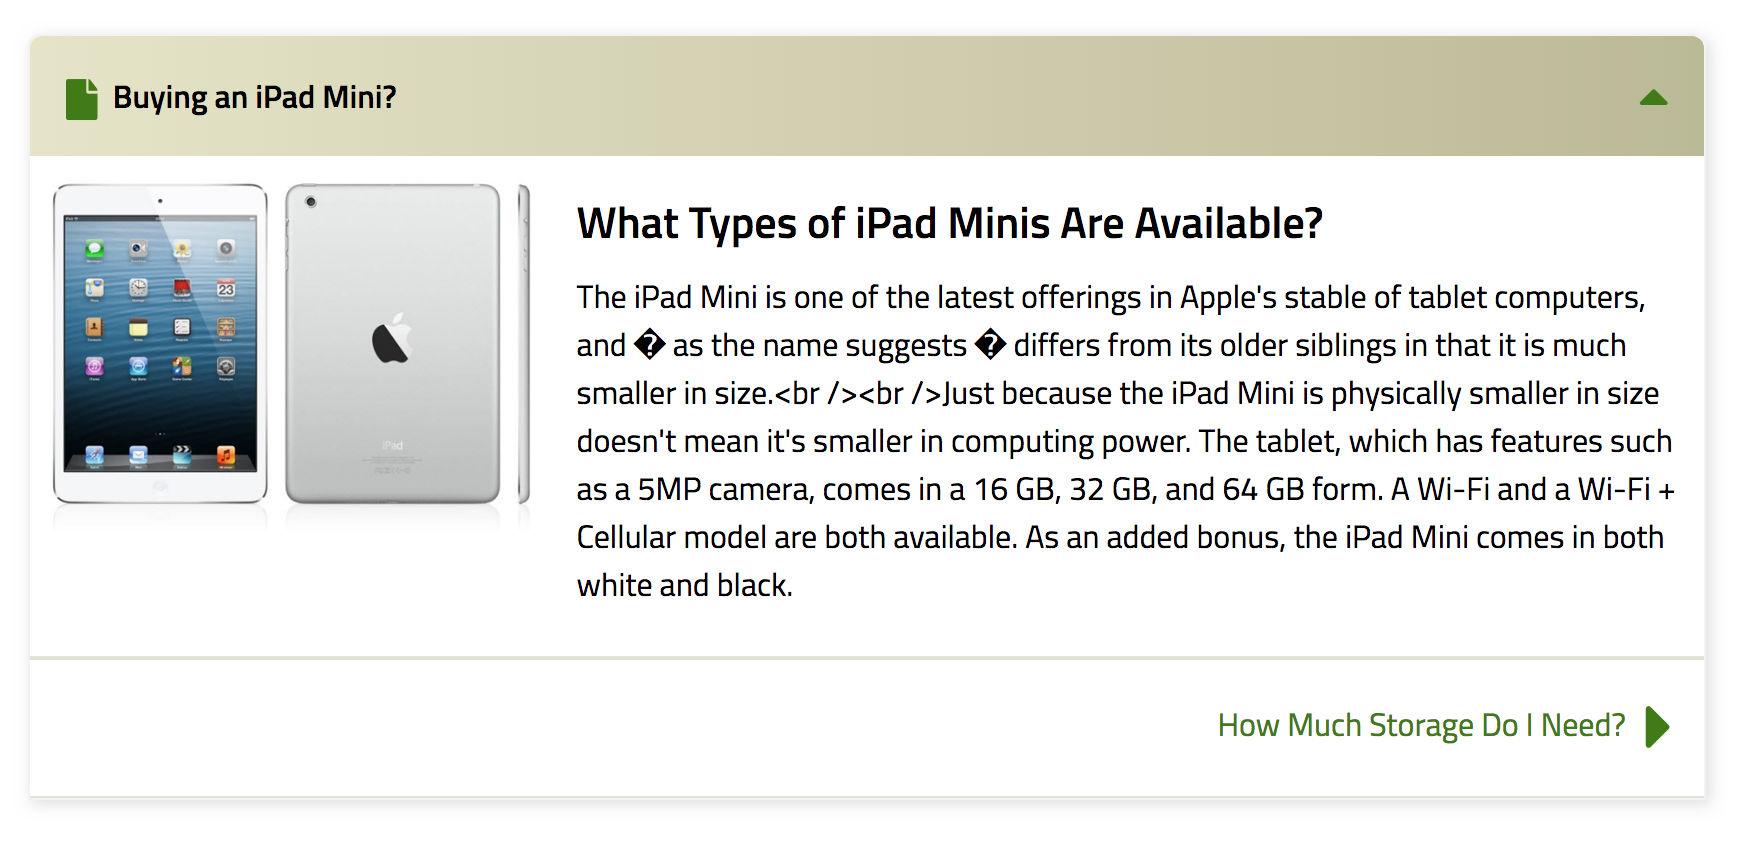 Buying an iPad Mini?
What Types of iPad Minis Are Available?
The iPad Mini is one of the latest offerings in Apple's stable of tablet computers,
and � as the name suggests � differs from its older siblings in that it is much
smaller in size.<br /><br />Just because the iPad Mini is physically smaller in size
doesn't mean it's smaller in computing power. The tablet, which has features such
as a 5MP camera, comes in a 16 GB, 32 GB, and 64 GB form. A Wi-Fi and a Wi-Fi +
Cellular model are both available. As an added bonus, the iPad Mini comes in both
white and black.
23
iPad
How Much Storage Do I Need?